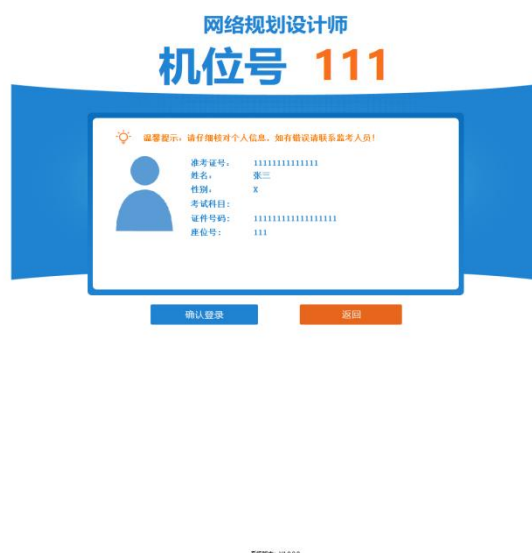 网络规划设计师
机位号 111
温馨提示：请仔细核对个人信息，如有错误请联系监考人员！
准考证号： 11111111111111
姓名： 张三
性别： X
考试科目：
证件号码： 111111111111111111
座位号： 111
确认登录 返回